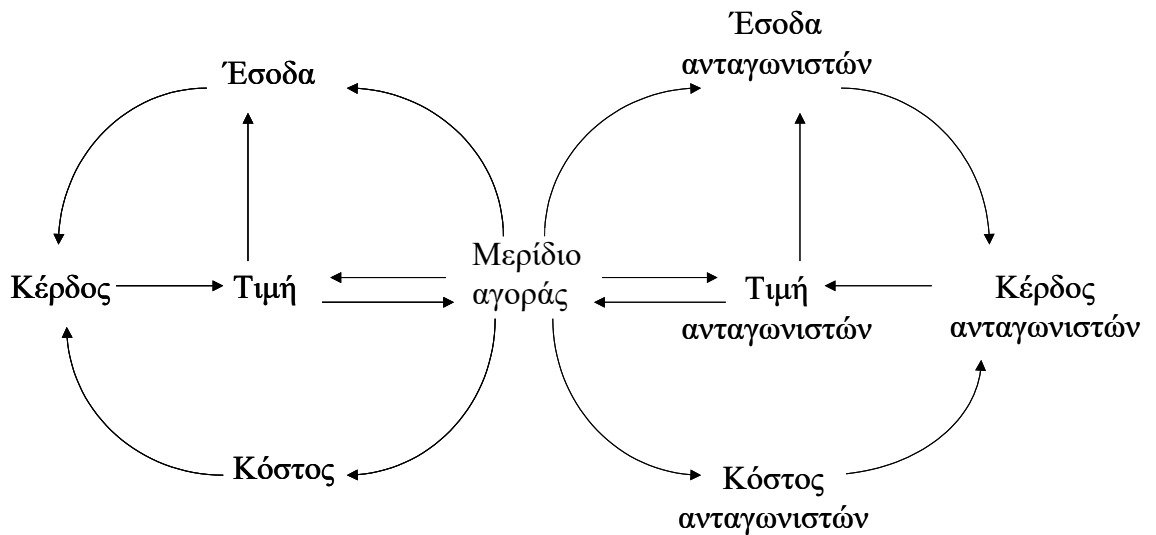 Έσοδα
ανταγωνιστών
Έσοδα
Μερίδιο
αγοράς
Κέρδος
Τιμή
Τιμή
ανταγωνιστών
Κέρδος
ανταγωνιστών
Κόστος
Κόστος
ανταγωνιστών